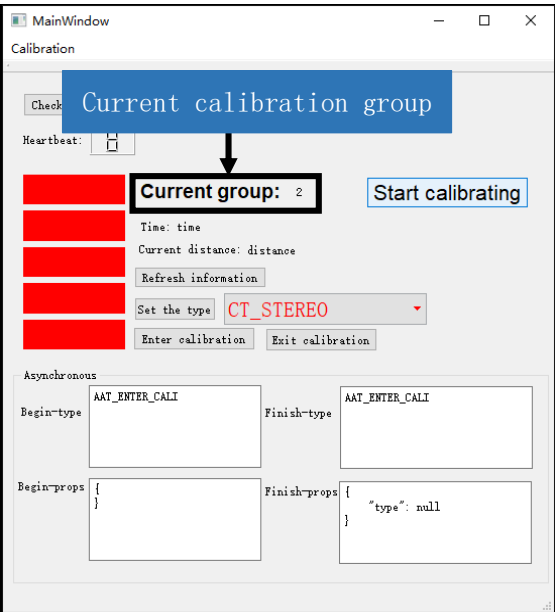 MainWindow
Calibration
Current calibration group
Check
Heartbeat: 0
Current group: 2
Start calibrating
Time: time
Current distance: distance
Refresh information
Set the type
CT_STEREO
Enter calibration
Exit calibration
Asynchronous
Begin-type
AAT_ENTER_CALI
Finish-type
AAT_ENTER_CALI
Begin-props
{
}
Finish-props
{
"type": null
}